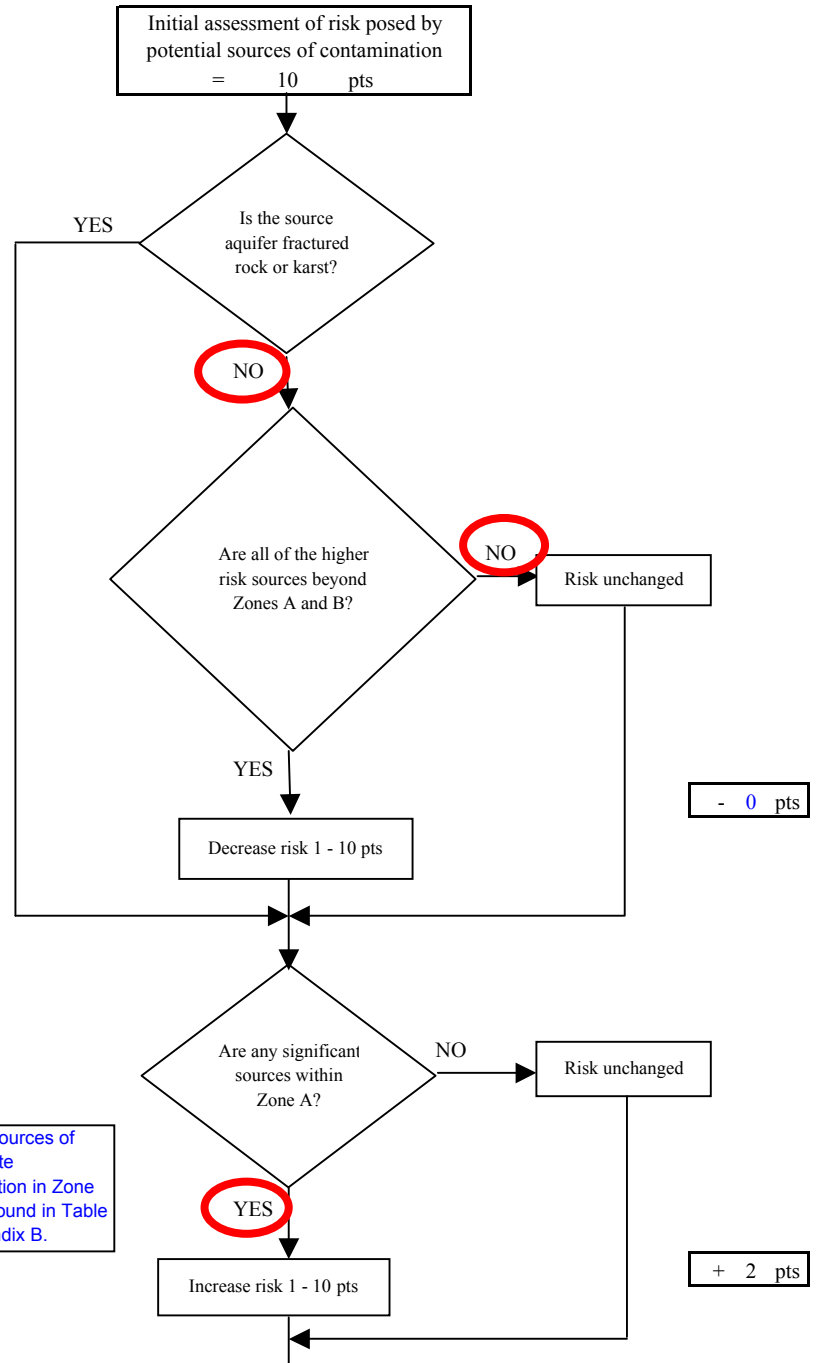 Initial assessment of risk posed by
potential sources of contamination
= 10 pts
Is the source
aquifer fractured
rock or karst?
YES
NO
Are all of the higher
risk sources beyond
Zones A and B?
NO
Risk unchanged
YES
- 0 pts
Decrease risk 1 - 10 pts
Are any significant
sources within
Zone A?
NO
Risk unchanged
ources of
te
tion in Zone
ound in Table
ndix B.
YES
Increase risk 1 - 10 pts
+ 2 pts